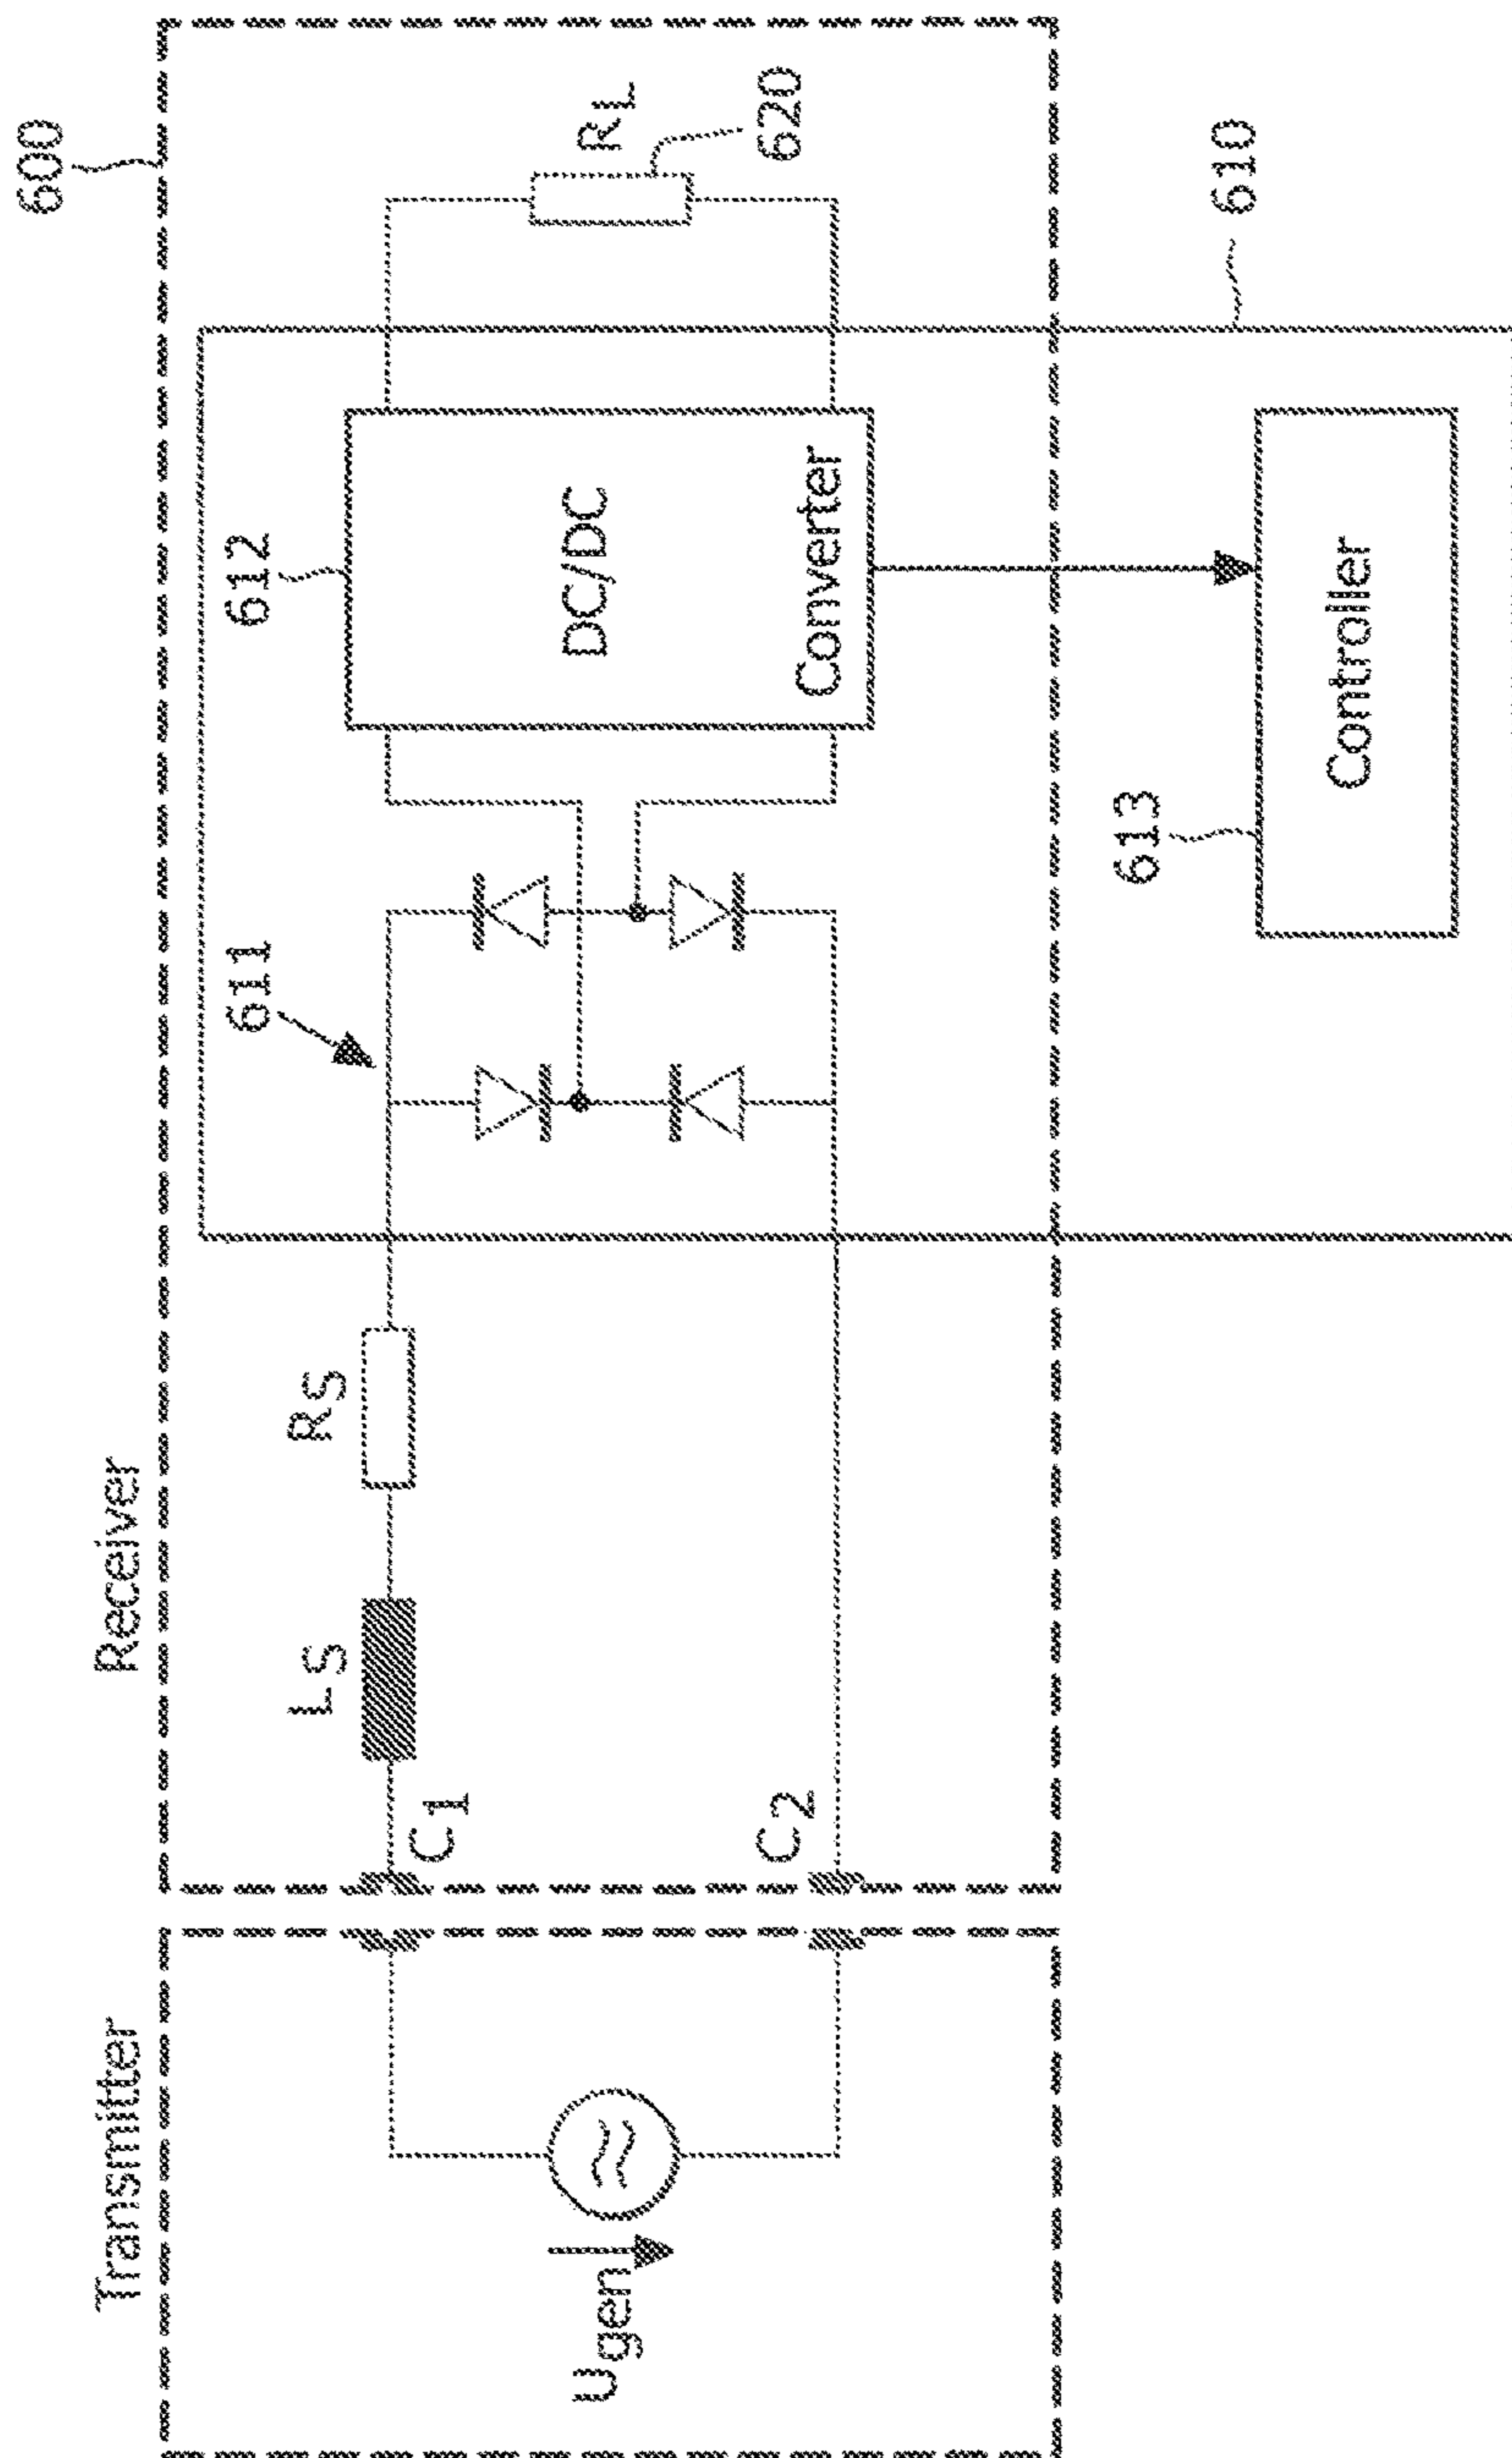 600
Transmitter
Receiver
611
612
LS
RS
RL
Ugen
C1
DC/DC
620
C2
Converter
613
610
Controller